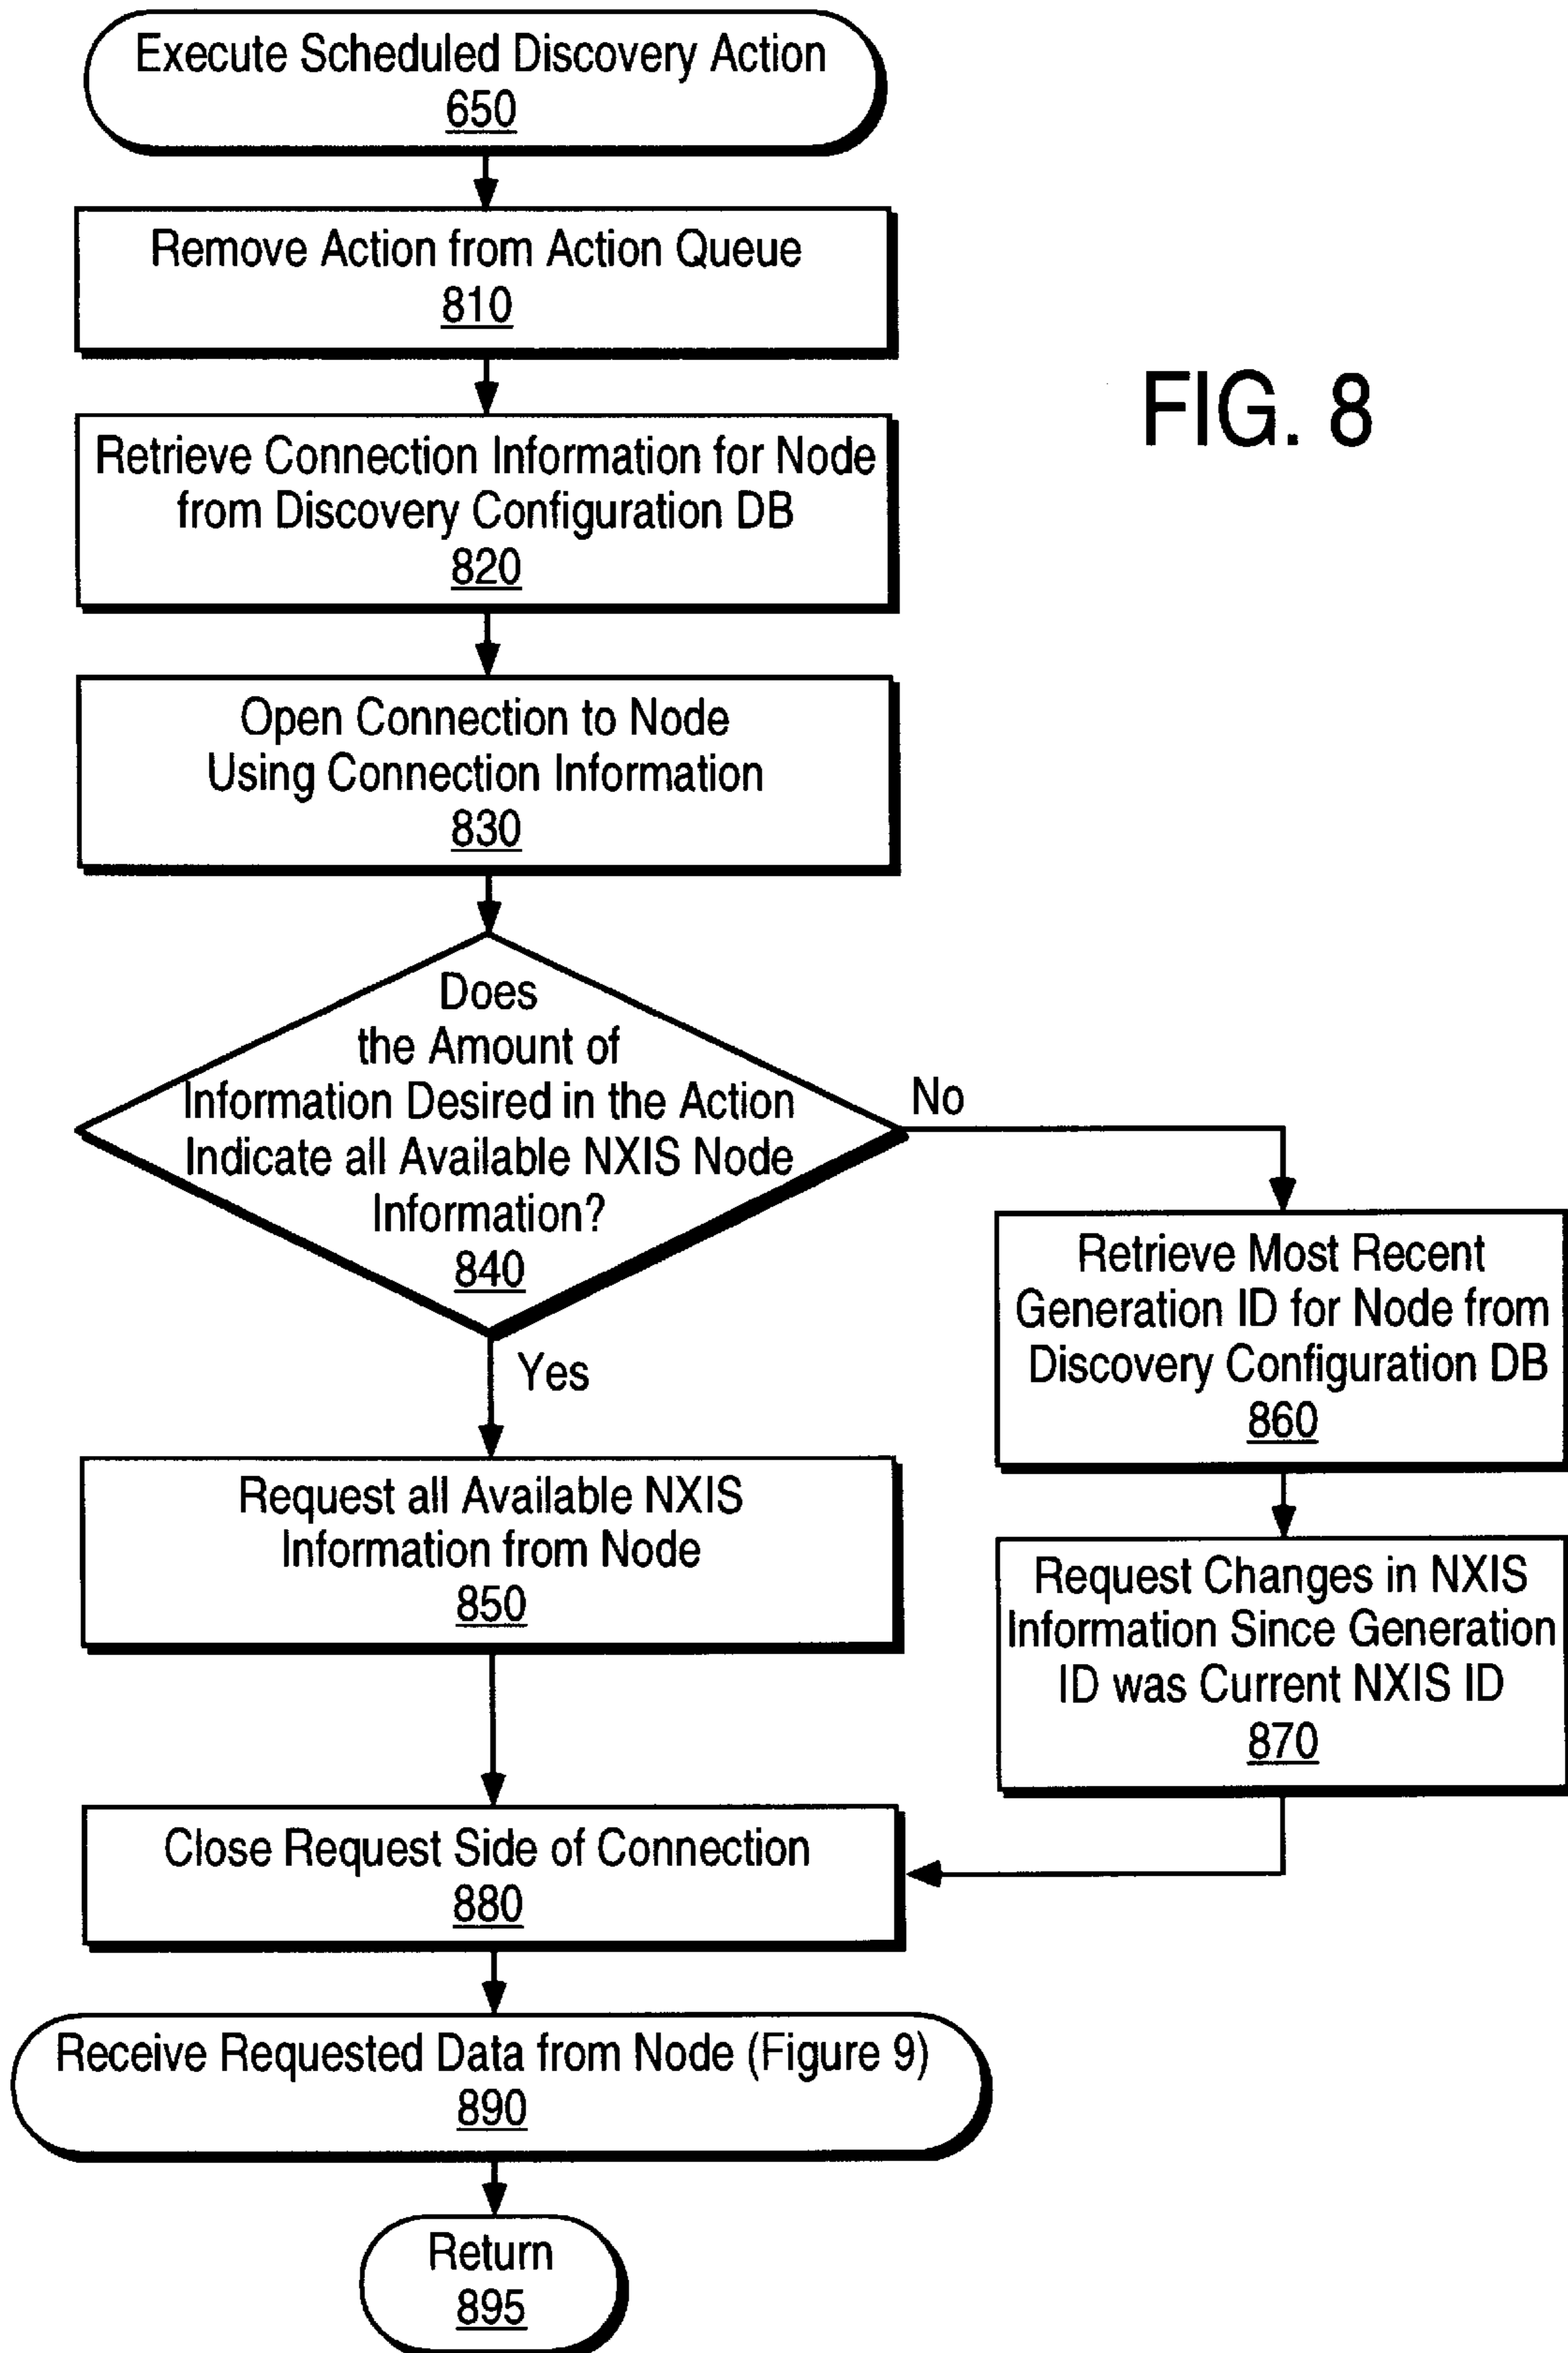 Execute Scheduled Discovery Action
650
Remove Action from Action Queue
810
FIG. 8
Retrieve Connection Information for Node
from Discovery Configuration DB
820
Open Connection to Node
Using Connection Information
830
Does
the Amount of
Information Desired in the Action
Indicate all Available NXIS Node
Information?
840
No
Yes
Retrieve Most Recent
Generation ID for Node from
Discovery Configuration DB
860
Request all Available NXIS
Information from Node
850
Request Changes in NXIS
Information Since Generation
ID was Current NXIS ID
870
Close Request Side of Connection
880
Receive Requested Data from Node (Figure 9)
890
Return
895